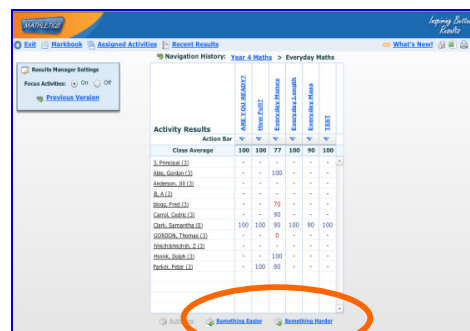 MATHLETICS
Inspiring Better
Results
Exit Markbook Assigned Activities Recent Results What's New!
Navigation History: Year 4 Maths > Everyday Maths
Results Manager Settings
Focus Activities: On Off
Previous Version
ARE YOU READY?
How Full?
Everyday Money
Everyday Length
Everyday Mass
TEST
Activity Results
Action Bar
Class Average 100 100 77 100 90 100
3, Principal (3) - - - - - -
Able, Gordon (3) - - 100 - - -
Anderson, Jill (3) - - - - - -
B, A (3) - - - - - -
blogs, Fred (3) - - 70 - - -
Carrol, Cedric (3) - - 90 - - -
Clark, Samantha (0) 100 100 90 100 90 100
GORDON, Thomas (3) - - 0 - - -
Hoonk, Dolph (3) - - 100 - - -
Parker, Peter (3) - 100 90 - - -
Activities Something Easier Something Harder